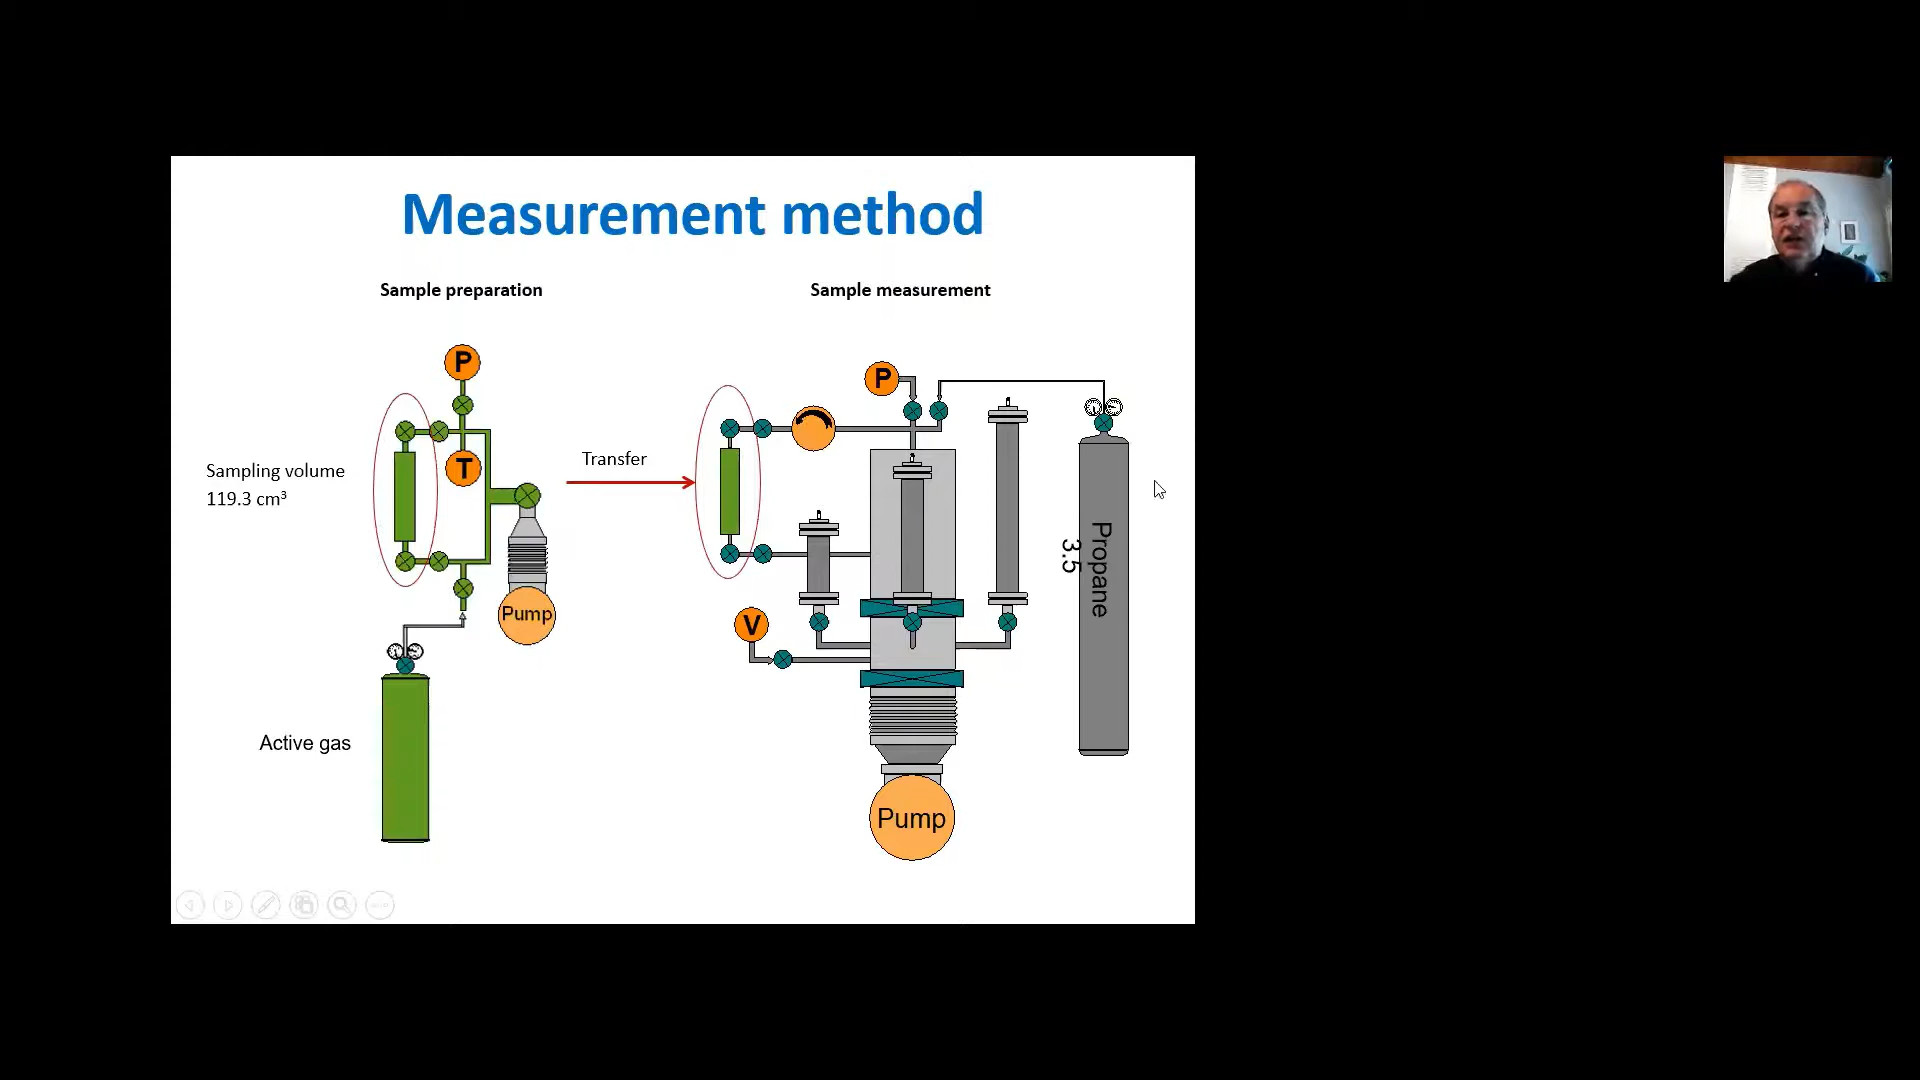 Measurement method
Sample preparation
Sample measurement
P
P
Sampling volume
119.3 cm³
T
Transfer
Propane
3.5
Pump
V
Active gas
Pump